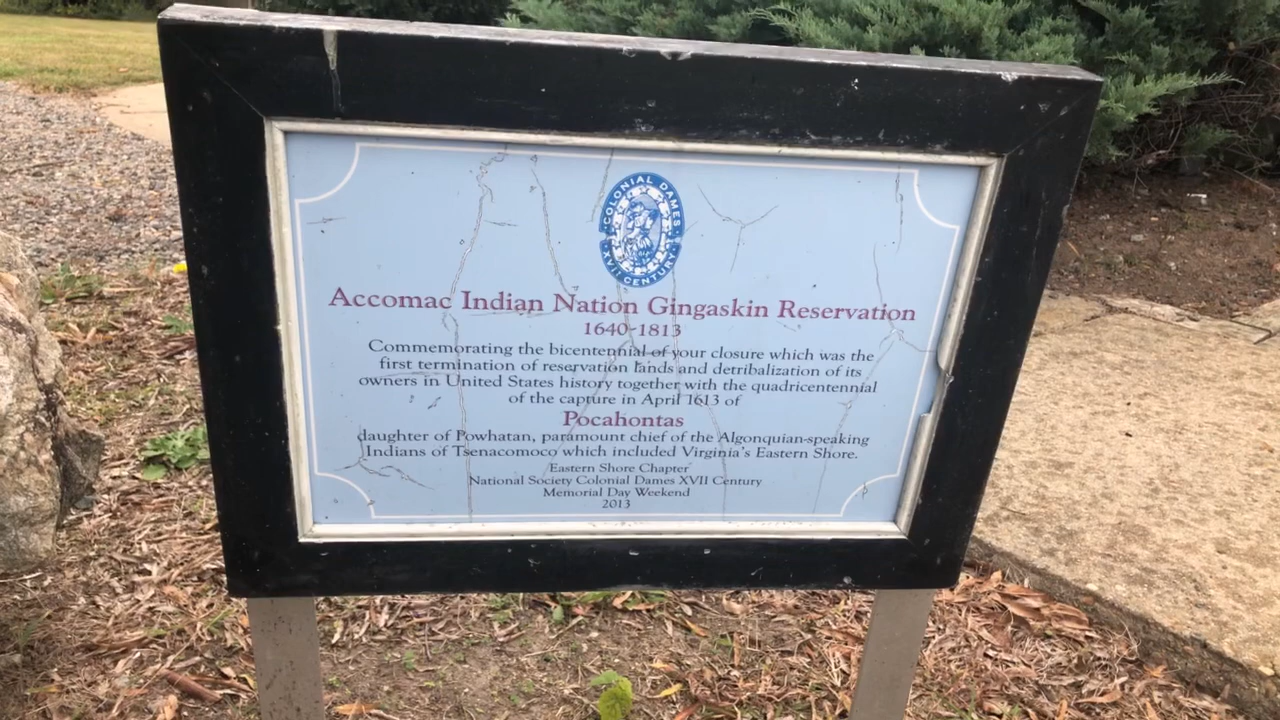 COLONIAL DAMES
XVII CENTURY
Accomac Indian Nation Gingaskin Reservation
1640-1813
Commemorating the bicentennial of your closure which was the
first termination of reservation lands and detribalization of its
owners in United States history together with the quadricentennial
of the capture in April 1613 of
Pocahontas
daughter of Powhatan, paramount chief of the Algonquian-speaking
Indians of Tsenacomoco which included Virginia's Eastern Shore.
Eastern Shore Chapter
National Society Colonial Dames XVII Century
Memorial Day Weekend
2013